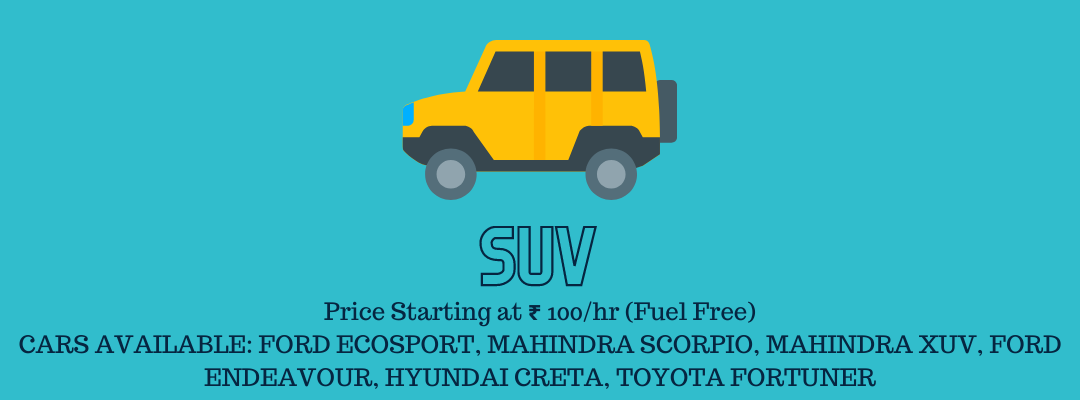 SUV
Price Starting at ₹ 100/hr (Fuel Free)
CARS AVAILABLE: FORD ECOSPORT, MAHINDRA SCORPIO, MAHINDRA XUV, FORD
ENDEAVOUR, HYUNDAI CRETA, TOYOTA FORTUNER